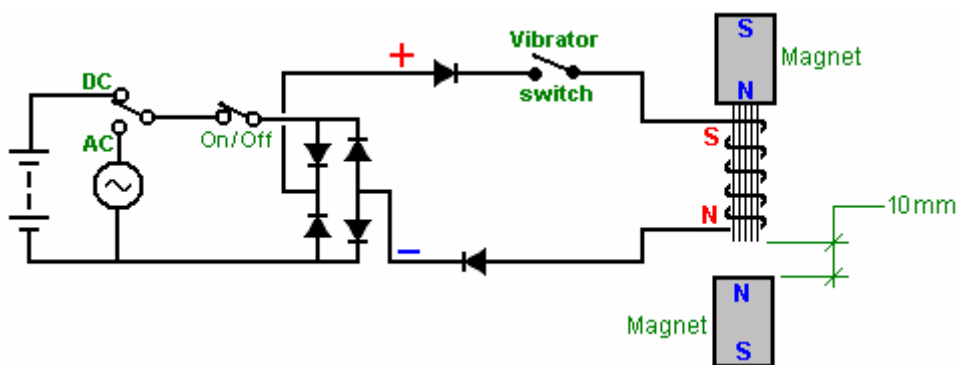 S
Magnet
N
+
Vibrator
switch
DC
On/Off
AC
S
N
10mm
−
N
Magnet
S